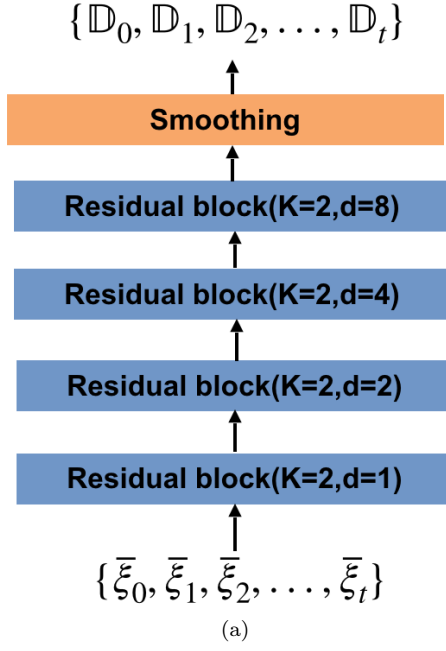 {𝔻₀, 𝔻₁, 𝔻₂, . . . , 𝔻ₜ}
Smoothing
Residual block(K=2,d=8)
Residual block(K=2,d=4)
Residual block(K=2,d=2)
Residual block(K=2,d=1)
{ξ̅₀, ξ̅₁, ξ̅₂, . . . , ξ̅ₜ}
(a)